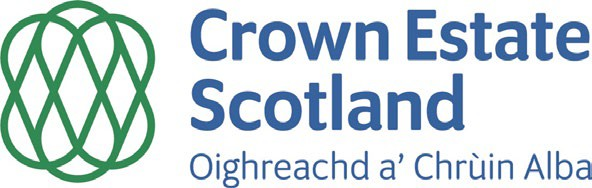 Crown Estate
Scotland
Oighreachd a' Chrùin Alba